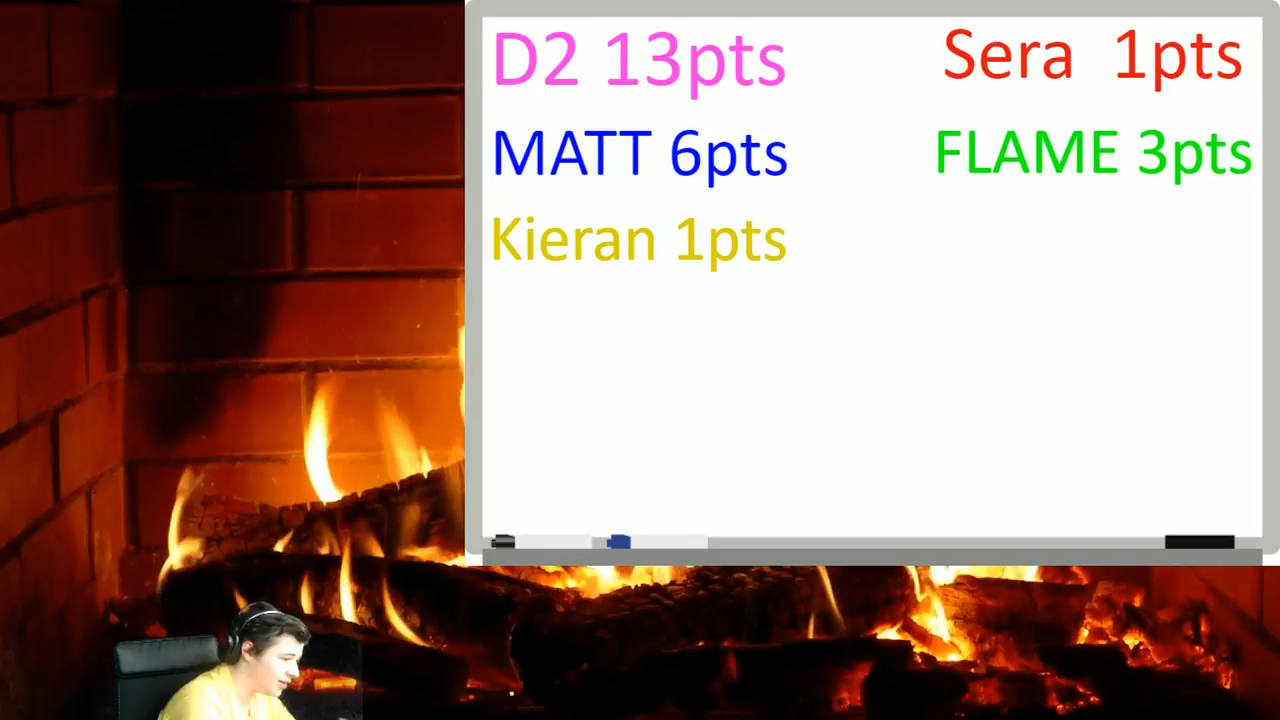 D2 13pts
Sera 1pts
MATT 6pts
FLAME 3pts
Kieran 1pts